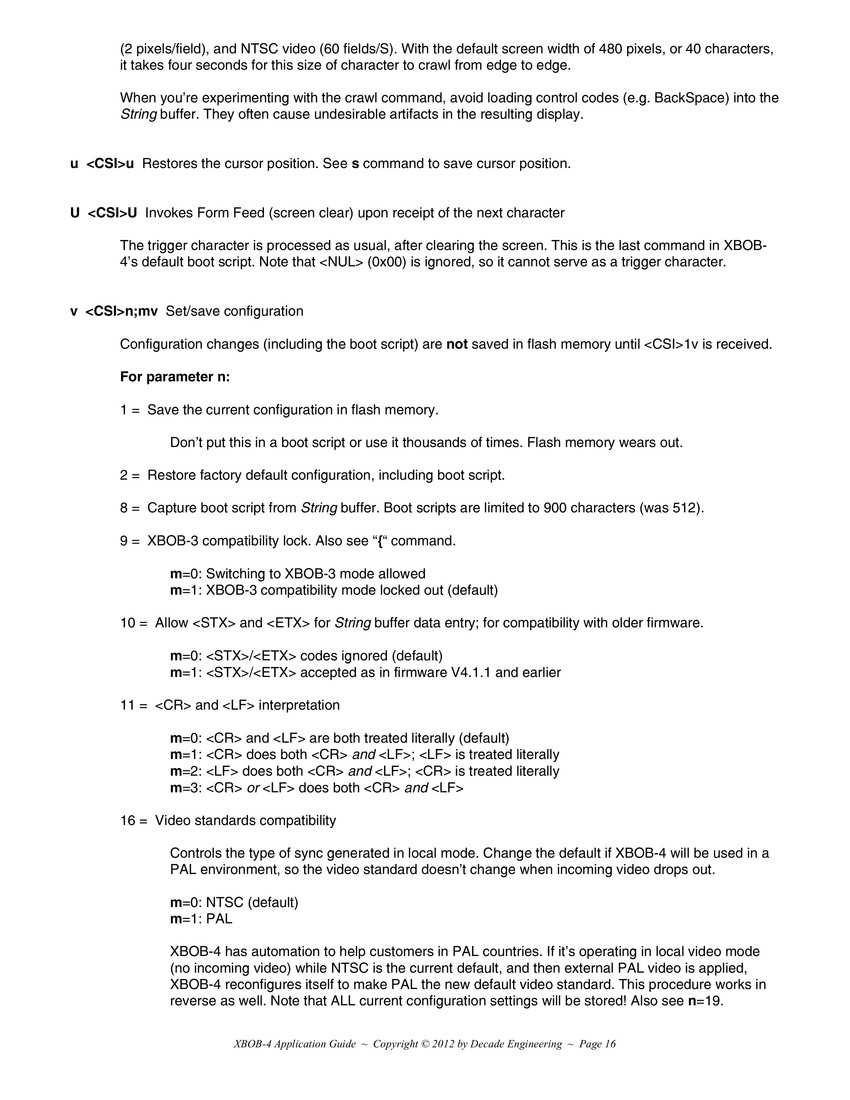 (2 pixels/field), and NTSC video (60 fields/S). With the default screen width of 480 pixels, or 40 characters,
it takes four seconds for this size of character to crawl from edge to edge.
When you’re experimenting with the crawl command, avoid loading control codes (e.g. BackSpace) into the
String buffer. They often cause undesirable artifacts in the resulting display.
u <CSI>u Restores the cursor position. See s command to save cursor position.
U <CSI>U Invokes Form Feed (screen clear) upon receipt of the next character
The trigger character is processed as usual, after clearing the screen. This is the last command in XBOB-
4’s default boot script. Note that <NUL> (0x00) is ignored, so it cannot serve as a trigger character.
v <CSI>n;mv Set/save configuration
Configuration changes (including the boot script) are not saved in flash memory until <CSI>1v is received.
For parameter n:
1 = Save the current configuration in flash memory.
Don’t put this in a boot script or use it thousands of times. Flash memory wears out.
2 = Restore factory default configuration, including boot script.
8 = Capture boot script from String buffer. Boot scripts are limited to 900 characters (was 512).
9 = XBOB-3 compatibility lock. Also see “{“ command.
m=0: Switching to XBOB-3 mode allowed
m=1: XBOB-3 compatibility mode locked out (default)
10 = Allow <STX> and <ETX> for String buffer data entry; for compatibility with older firmware.
m=0: <STX>/<ETX> codes ignored (default)
m=1: <STX>/<ETX> accepted as in firmware V4.1.1 and earlier
11 = <CR> and <LF> interpretation
m=0: <CR> and <LF> are both treated literally (default)
m=1: <CR> does both <CR> and <LF>; <LF> is treated literally
m=2: <LF> does both <CR> and <LF>; <CR> is treated literally
m=3: <CR> or <LF> does both <CR> and <LF>
16 = Video standards compatibility
Controls the type of sync generated in local mode. Change the default if XBOB-4 will be used in a
PAL environment, so the video standard doesn’t change when incoming video drops out.
m=0: NTSC (default)
m=1: PAL
XBOB-4 has automation to help customers in PAL countries. If it’s operating in local video mode
(no incoming video) while NTSC is the current default, and then external PAL video is applied,
XBOB-4 reconfigures itself to make PAL the new default video standard. This procedure works in
reverse as well. Note that ALL current configuration settings will be stored! Also see n=19.
XBOB-4 Application Guide ~ Copyright © 2012 by Decade Engineering ~ Page 16